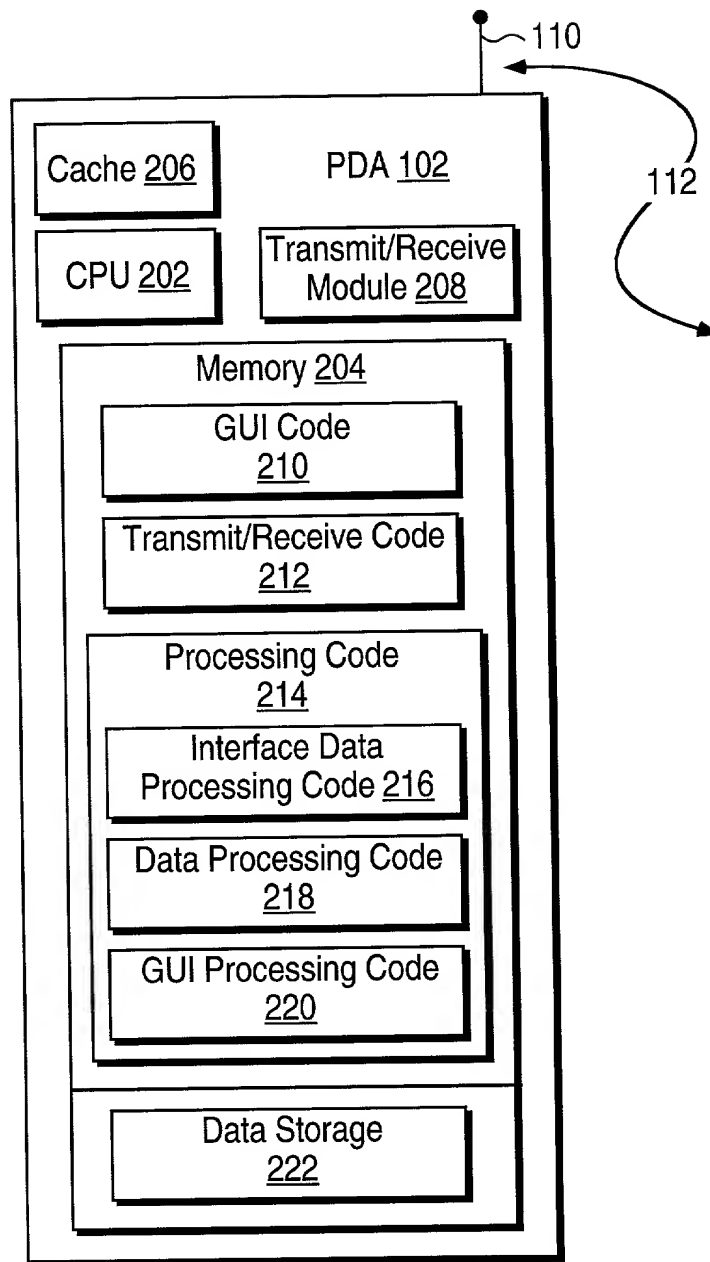 110
112
Cache 206
PDA 102
CPU 202
Transmit/Receive
Module 208
Memory 204
GUI Code
210
Transmit/Receive Code
212
Processing Code
214
Interface Data
Processing Code 216
Data Processing Code
218
GUI Processing Code
220
Data Storage
222